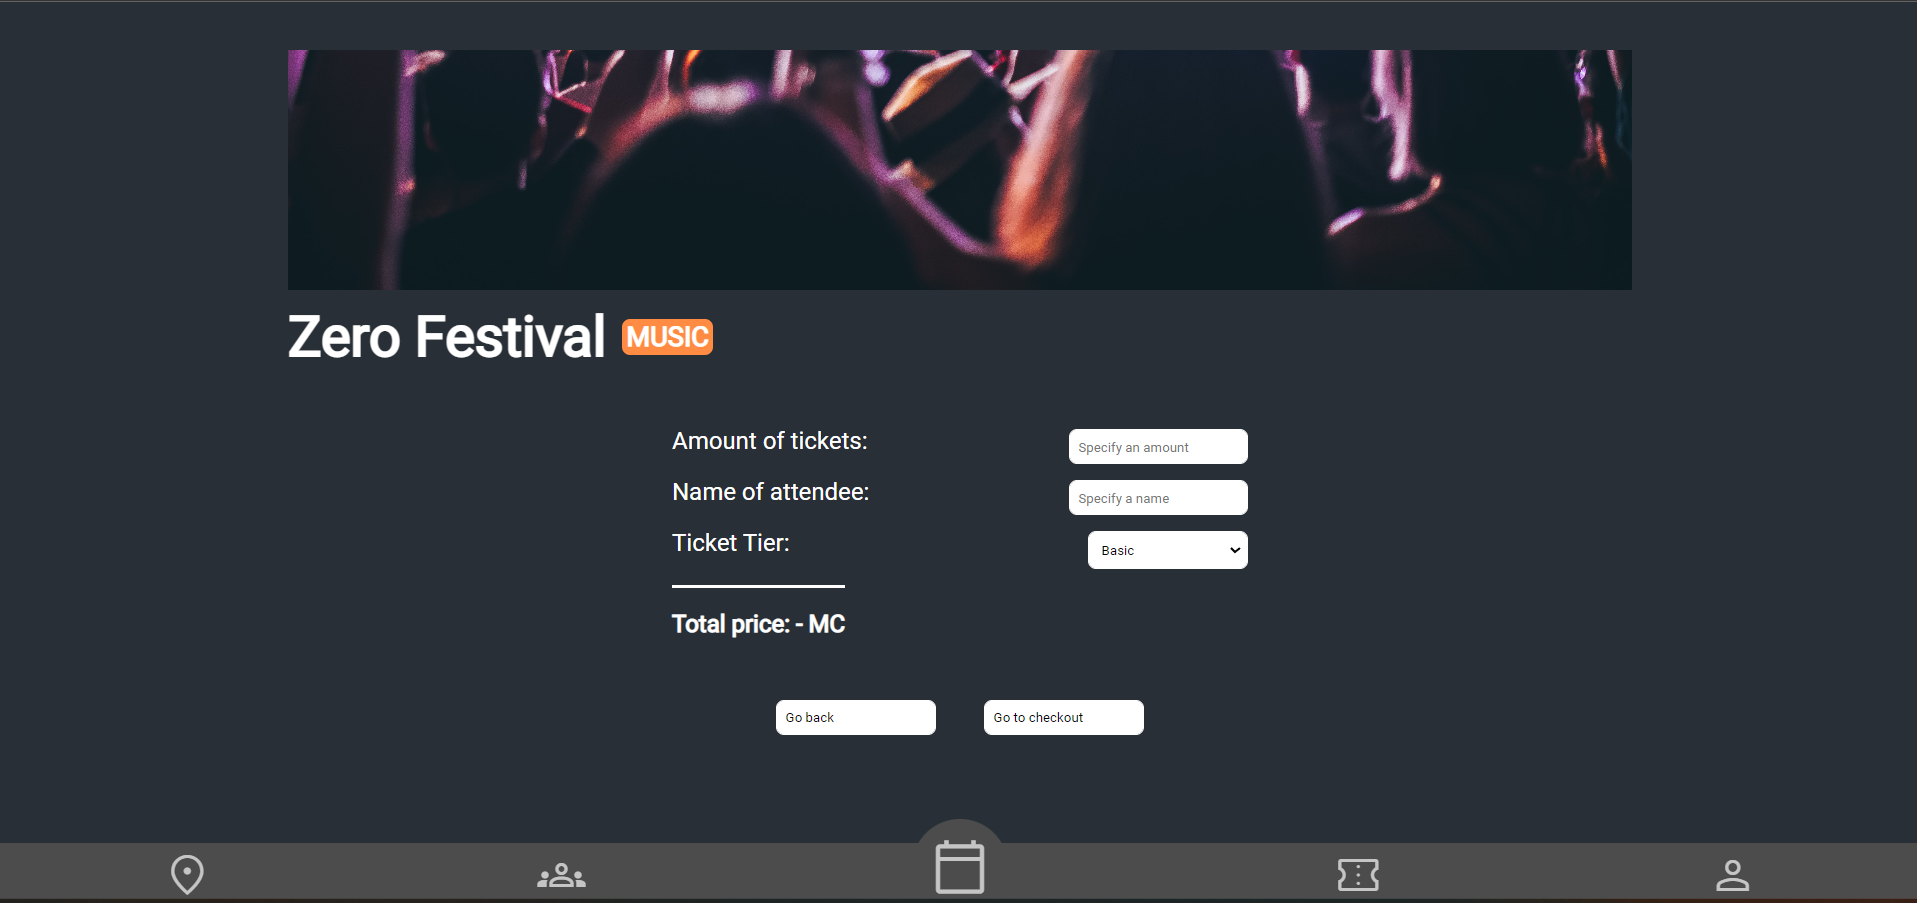 Zero Festival MUSIC
Amount of tickets: Specify an amount
Name of attendee: Specify a name
Ticket Tier: Basic
Total price: - MC
Go back Go to checkout